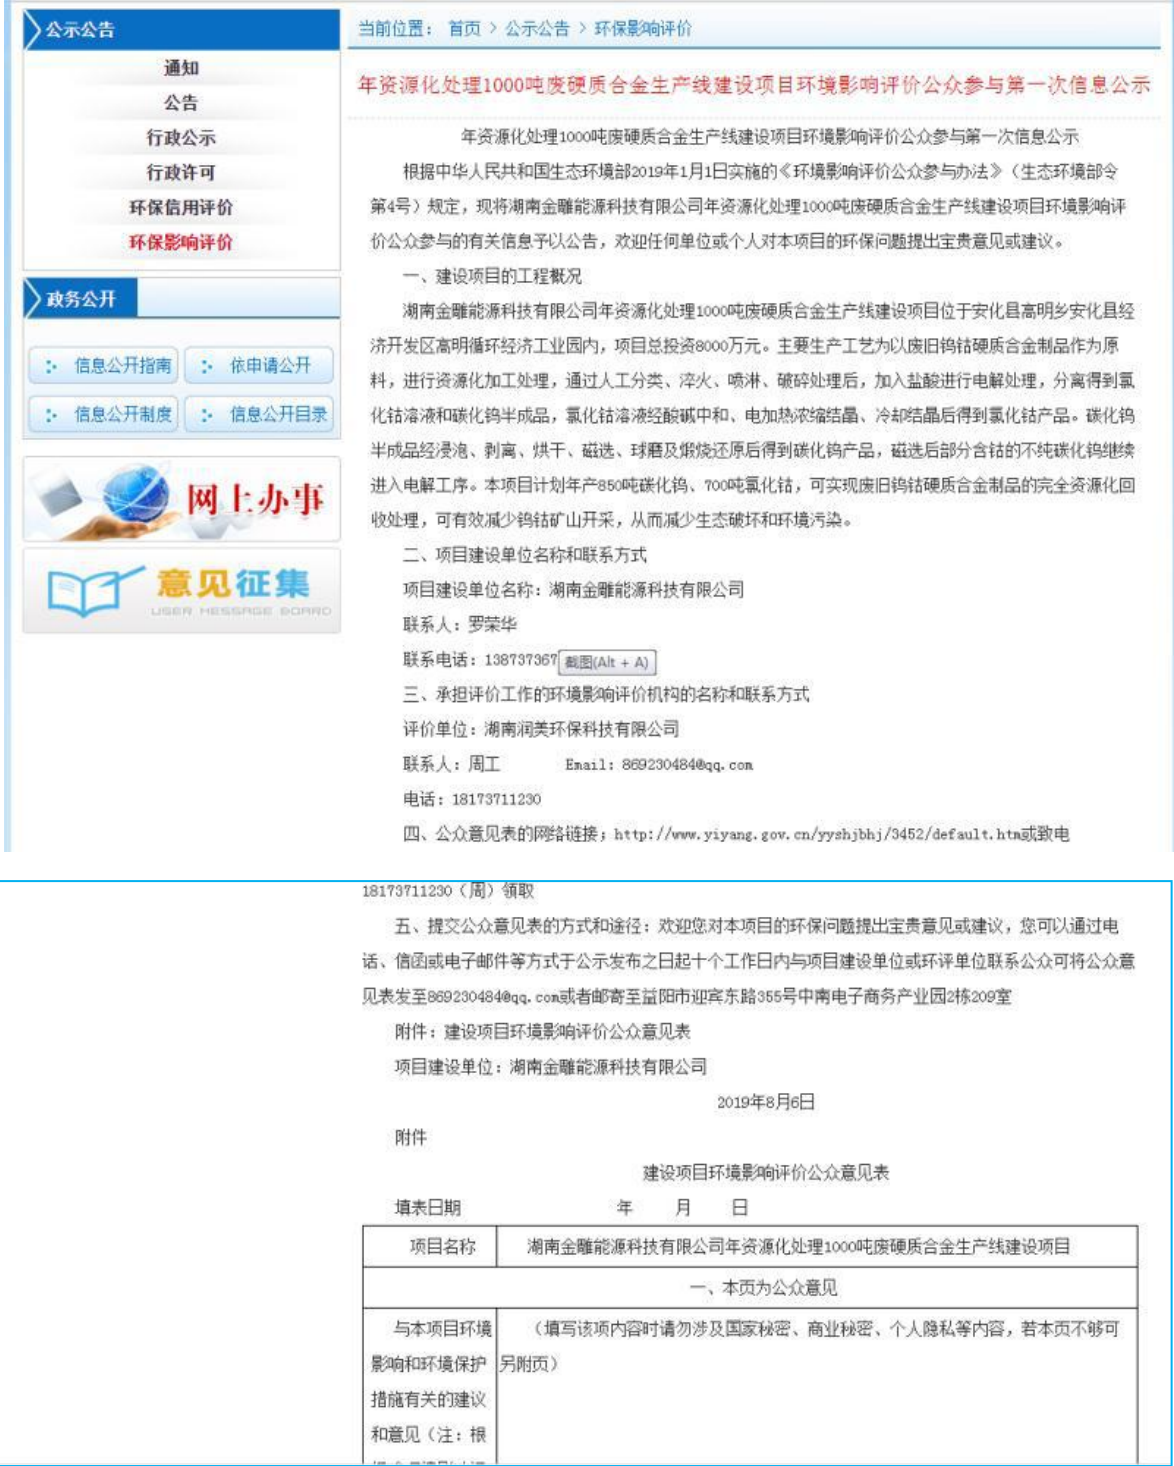 公示公告
通知
公告
行政公示
行政许可
环保信用评价
环保影响评价
政务公开
信息公开指南
依申请公开
信息公开制度
信息公开目录
网上办事
意见征集
USER MESSAGE BOARD
当前位置： 首页 > 公示公告 > 环保影响评价
年资源化处理1000吨废硬质合金生产线建设项目环境影响评价公众参与第一次信息公示
年资源化处理1000吨废硬质合金生产线建设项目环境影响评价公众参与第一次信息公示
根据中华人民共和国生态环境部2019年1月1日实施的《环境影响评价公众参与办法》（生态环境部令
第4号）规定，现将湖南金雕能源科技有限公司年资源化处理1000吨废硬质合金生产线建设项目环境影响评
价公众参与的有关信息予以公告，欢迎任何单位或个人对本项目的环保问题提出宝贵意见或建议。
一、建设项目的工程概况
湖南金雕能源科技有限公司年资源化处理1000吨废硬质合金生产线建设项目位于安化县高明乡安化县经
济开发区高明循环经济工业园内，项目总投资8000万元。主要生产工艺为以废旧钨钴硬质合金制品作为原
料，进行资源化加工处理，通过人工分类、淬火、喷淋、破碎处理后，加入盐酸进行电解处理，分离得到氯
化钴溶液和碳化钨半成品，氯化钴溶液经酸碱中和、电加热浓缩结晶、冷却结晶后得到氯化钴产品。碳化钨
半成品经浸泡、剥离、烘干、磁选、球磨及煅烧还原后得到碳化钨产品，磁选后部分含钴的不纯碳化钨继续
进入电解工序。本项目计划年产850吨碳化钨、700吨氯化钴，可实现废旧钨钴硬质合金制品的完全资源化回
收处理，可有效减少钨钴矿山开采，从而减少生态破坏和环境污染。
二、项目建设单位名称和联系方式
项目建设单位名称：湖南金雕能源科技有限公司
联系人：罗荣华
联系电话：138737367 截图(Alt + A)
三、承担评价工作的环境影响评价机构的名称和联系方式
评价单位：湖南润美环保科技有限公司
联系人：周工 Email：869230484@qq.com
电话：18173711230
四、公众意见表的网络链接；http://www.yiyang.gov.cn/yyshjbhj/3452/default.htm或致电
18173711230（周）领取
五、提交公众意见表的方式和途径：欢迎您对本项目的环保问题提出宝贵意见或建议，您可以通过电
话、信函或电子邮件等方式于公示发布之日起十个工作日内与项目建设单位或环评单位联系公众可将公众意
见表发至869230484@qq.com或者邮寄至益阳市迎宾东路355号中南电子商务产业园2栋209室
附件：建设项目环境影响评价公众意见表
项目建设单位：湖南金雕能源科技有限公司
2019年8月6日
附件
建设项目环境影响评价公众意见表
填表日期 年 月 日
项目名称 湖南金雕能源科技有限公司年资源化处理1000吨废硬质合金生产线建设项目
一、本页为公众意见
与本项目环境 （填写该项内容时请勿涉及国家秘密、商业秘密、个人隐私等内容，若本页不够可
影响和环境保护 另附页）
措施有关的建议
和意见（注：根